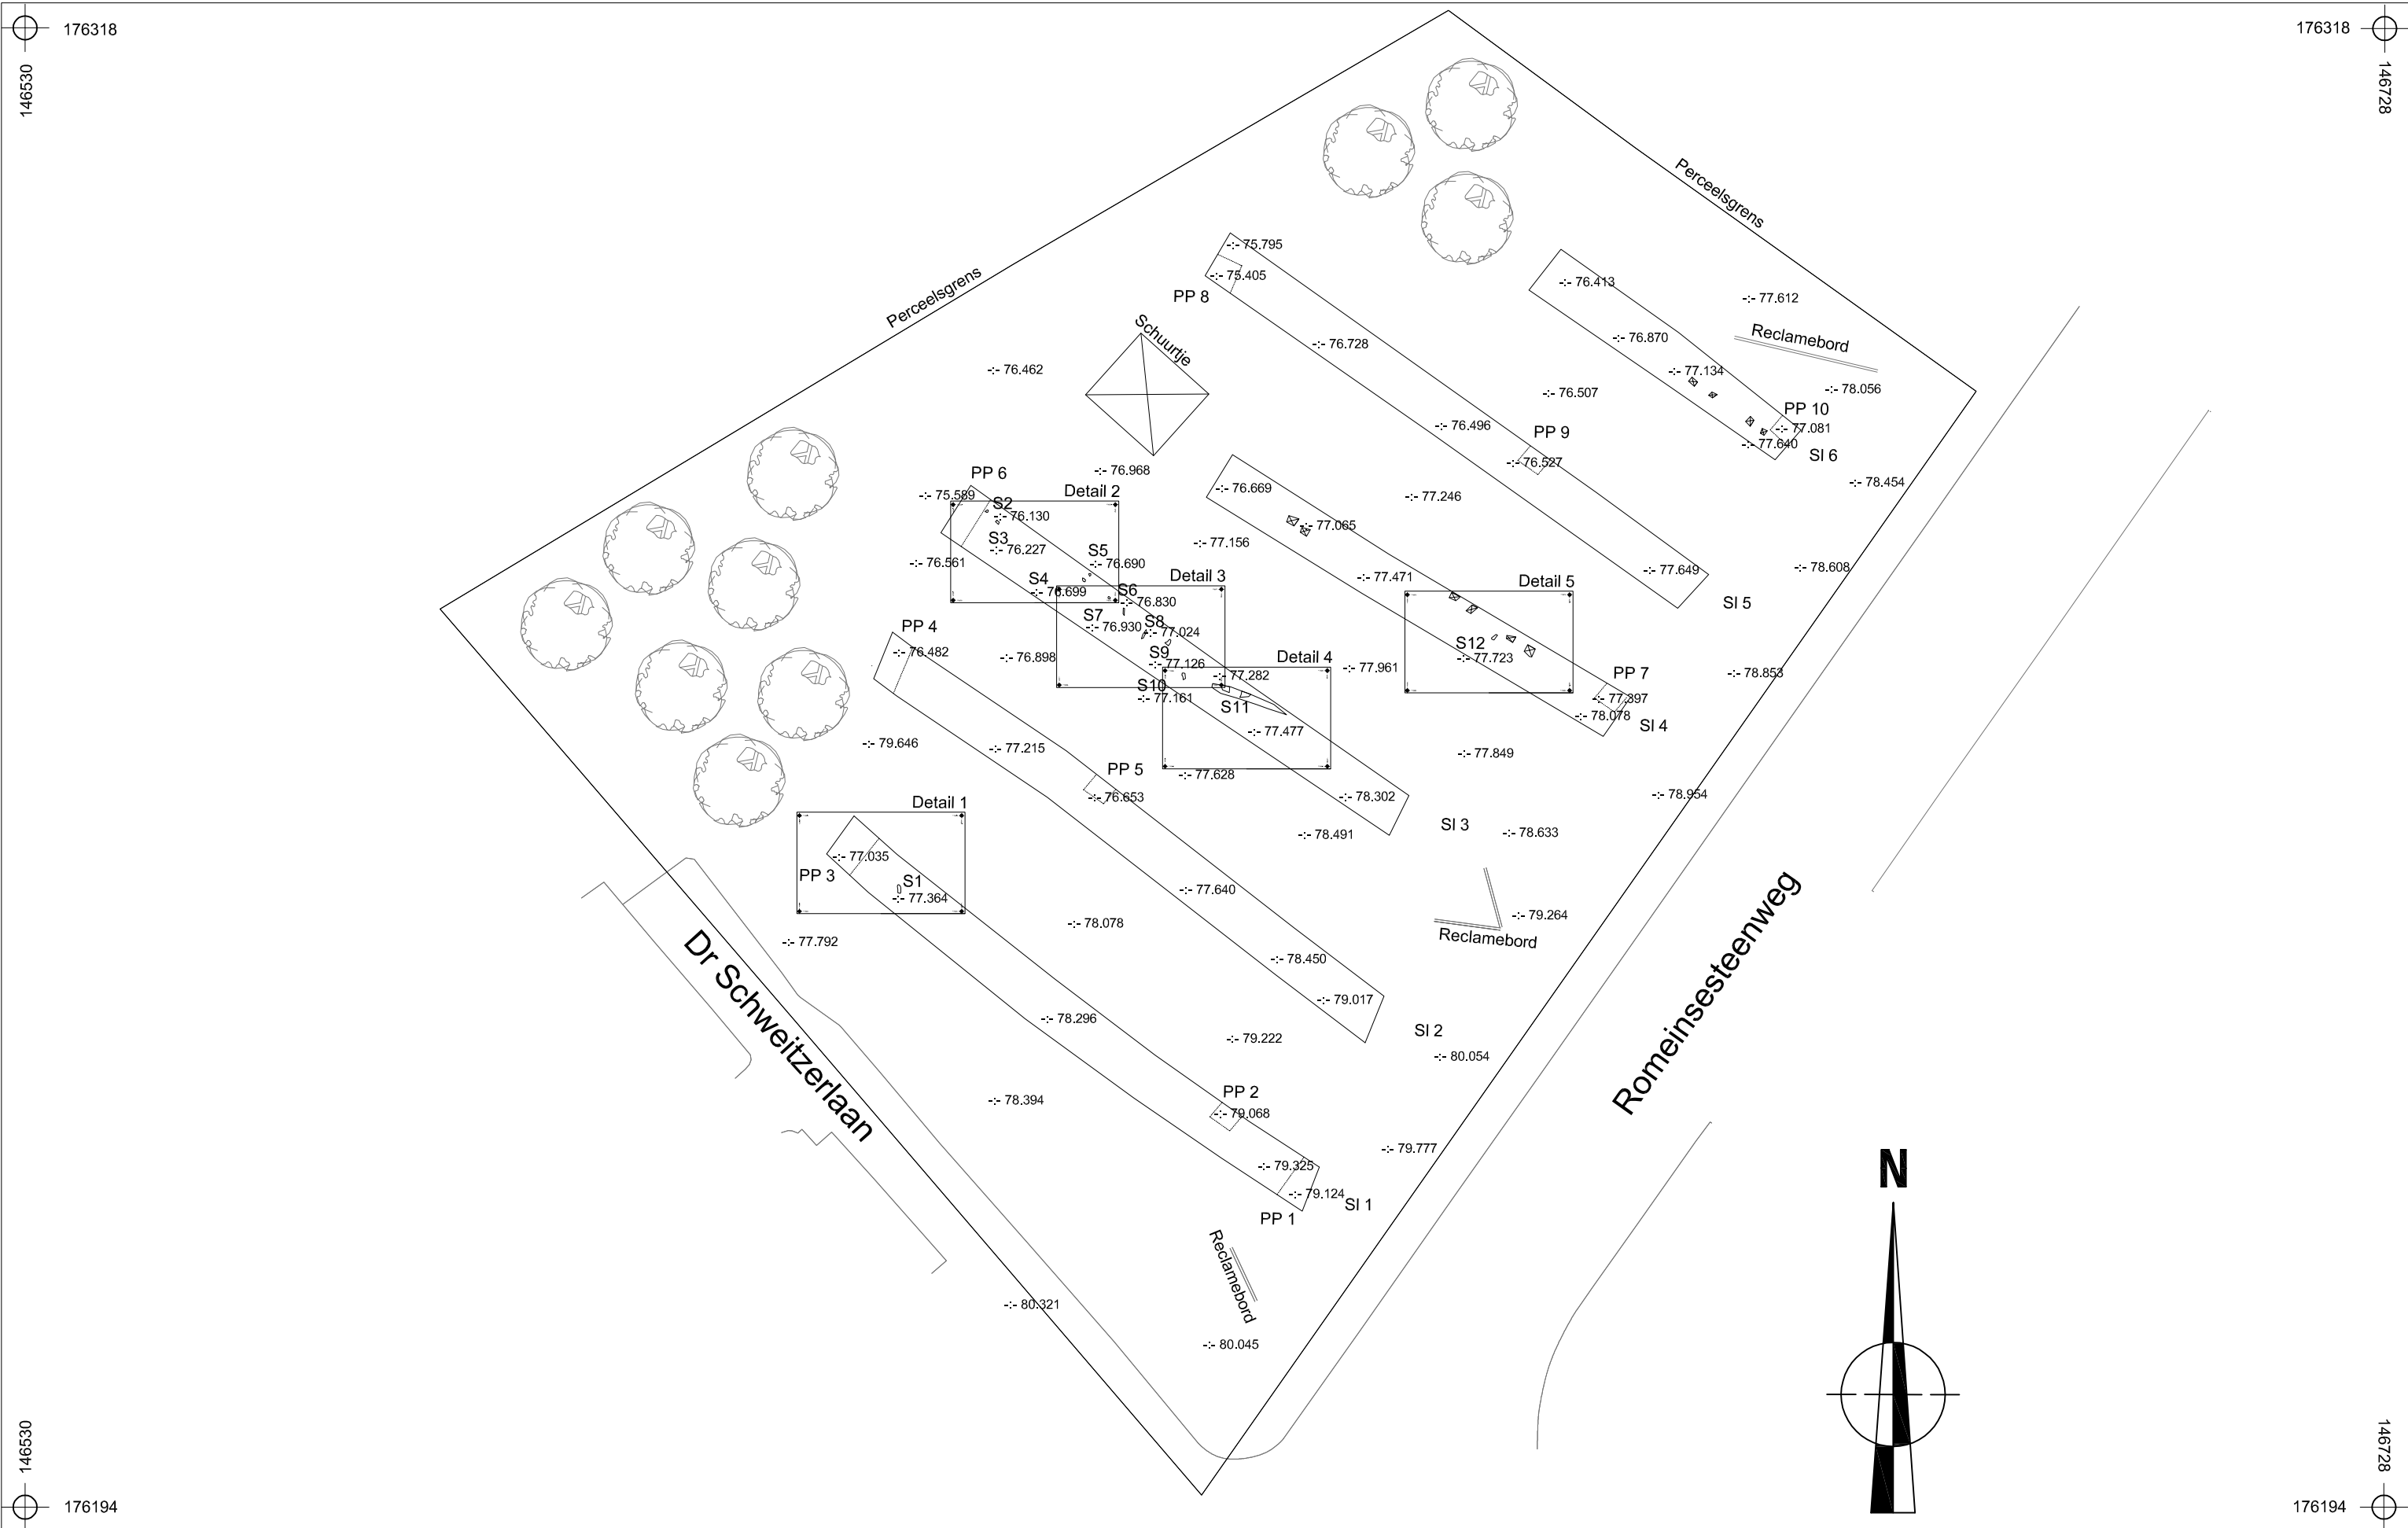 176318
176318
146530
146728
Perceelsgrens
-:- 75.795
-:- 75.405
PP 8
-:- 76.413
-:- 77.612
Perceelsgrens
Schuurtje
-:- 76.728
-:- 76.870
Reclamebord
-:- 76.462
-:- 77.134
-:- 76.507
-:- 78.056
PP 10
-:- 77.081
-:- 77.640
SI 6
-:- 76.496
PP 9
-:- 76.527
-:- 76.968
PP 6
-:- 78.454
Detail 2
-:- 75.589
S2
-:- 76.130
-:- 76.669
-:- 77.246
-:- 77.065
S3
-:- 76.227
-:- 77.156
S5
-:- 76.690
-:- 76.561
-:- 77.649
-:- 78.608
S4
-:- 76.699
Detail 3
-:- 77.471
Detail 5
S6
-:- 76.830
SI 5
S7
-:- 76.930
S8
-:- 77.024
PP 4
-:- 76.482
S12
-:- 77.723
-:- 76.898
S9
-:- 77.126
Detail 4
-:- 77.282
-:- 77.961
PP 7
-:- 78.853
S10
-:- 77.161
S11
-:- 77.397
-:- 78.078
SI 4
-:- 77.477
-:- 79.646
-:- 77.215
-:- 77.849
PP 5
-:- 77.628
-:- 76.653
-:- 78.302
-:- 78.954
Detail 1
SI 3
-:- 78.491
-:- 78.633
-:- 77.035
PP 3
S1
-:- 77.364
-:- 77.640
-:- 78.078
-:- 79.264
Reclamebord
-:- 77.792
-:- 78.450
Dr Schweitzerlaan
Romeinsesteenweg
-:- 79.017
-:- 78.296
SI 2
-:- 79.222
-:- 80.054
PP 2
-:- 79.068
-:- 78.394
-:- 79.777
-:- 79.325
-:- 79.124
SI 1
PP 1
N
Reclamebord
-:- 80.321
-:- 80.045
146530
146728
176194
176194